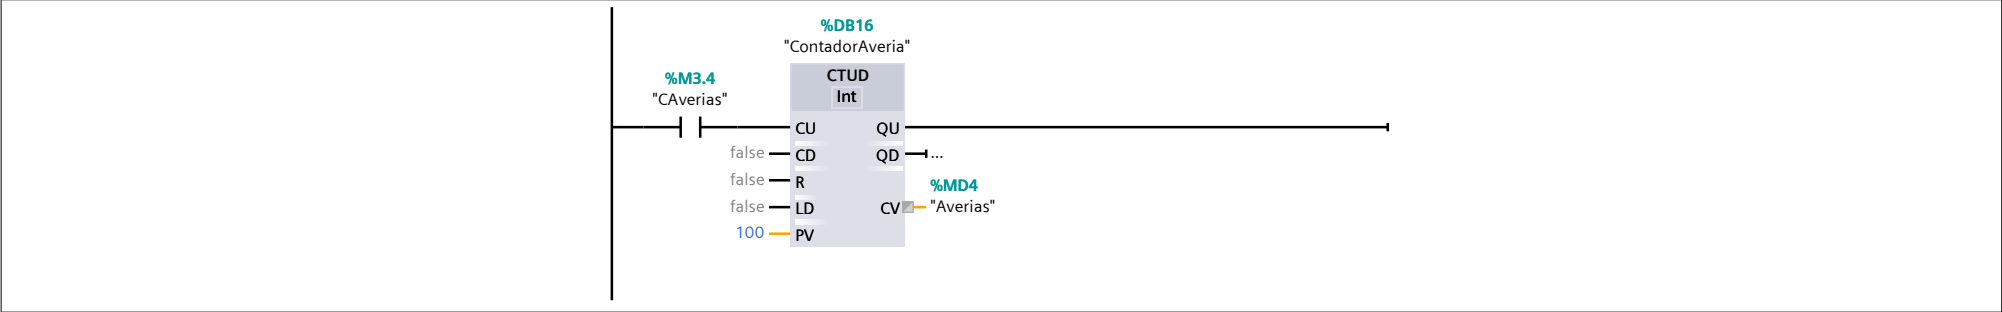 %DB16
"ContadorAveria"
%M3.4
"CAverias"
CTUD
Int
CU QU
false CD QD ...
false R
%MD4
false LD CV "Averias"
100 PV